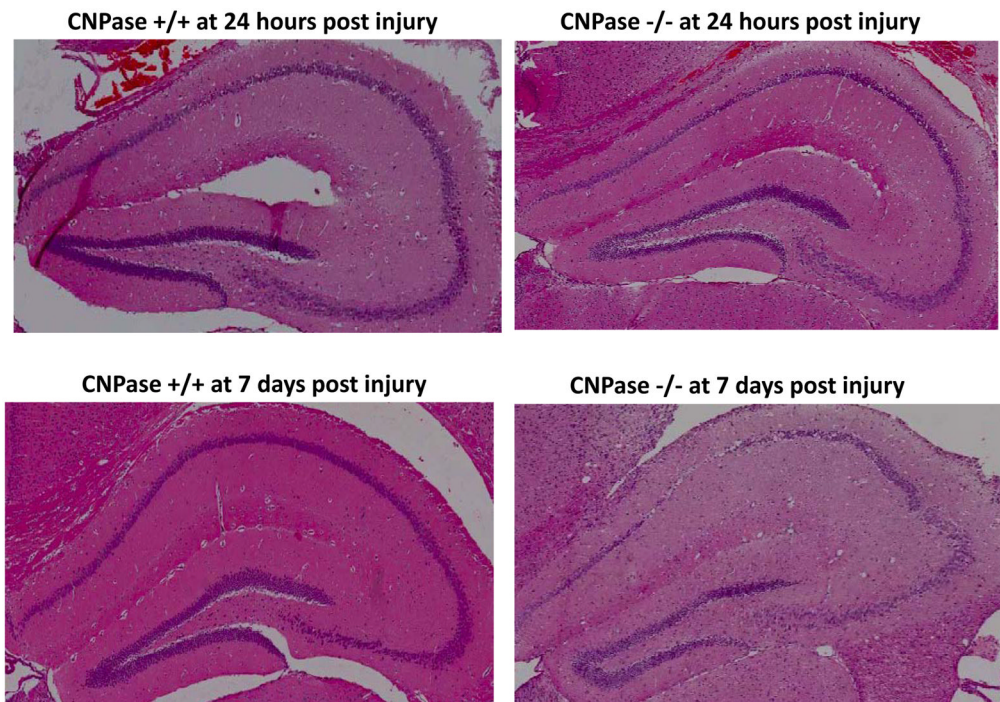 CNPase +/+ at 24 hours post injury
CNPase -/- at 24 hours post injury
CNPase +/+ at 7 days post injury
CNPase -/- at 7 days post injury